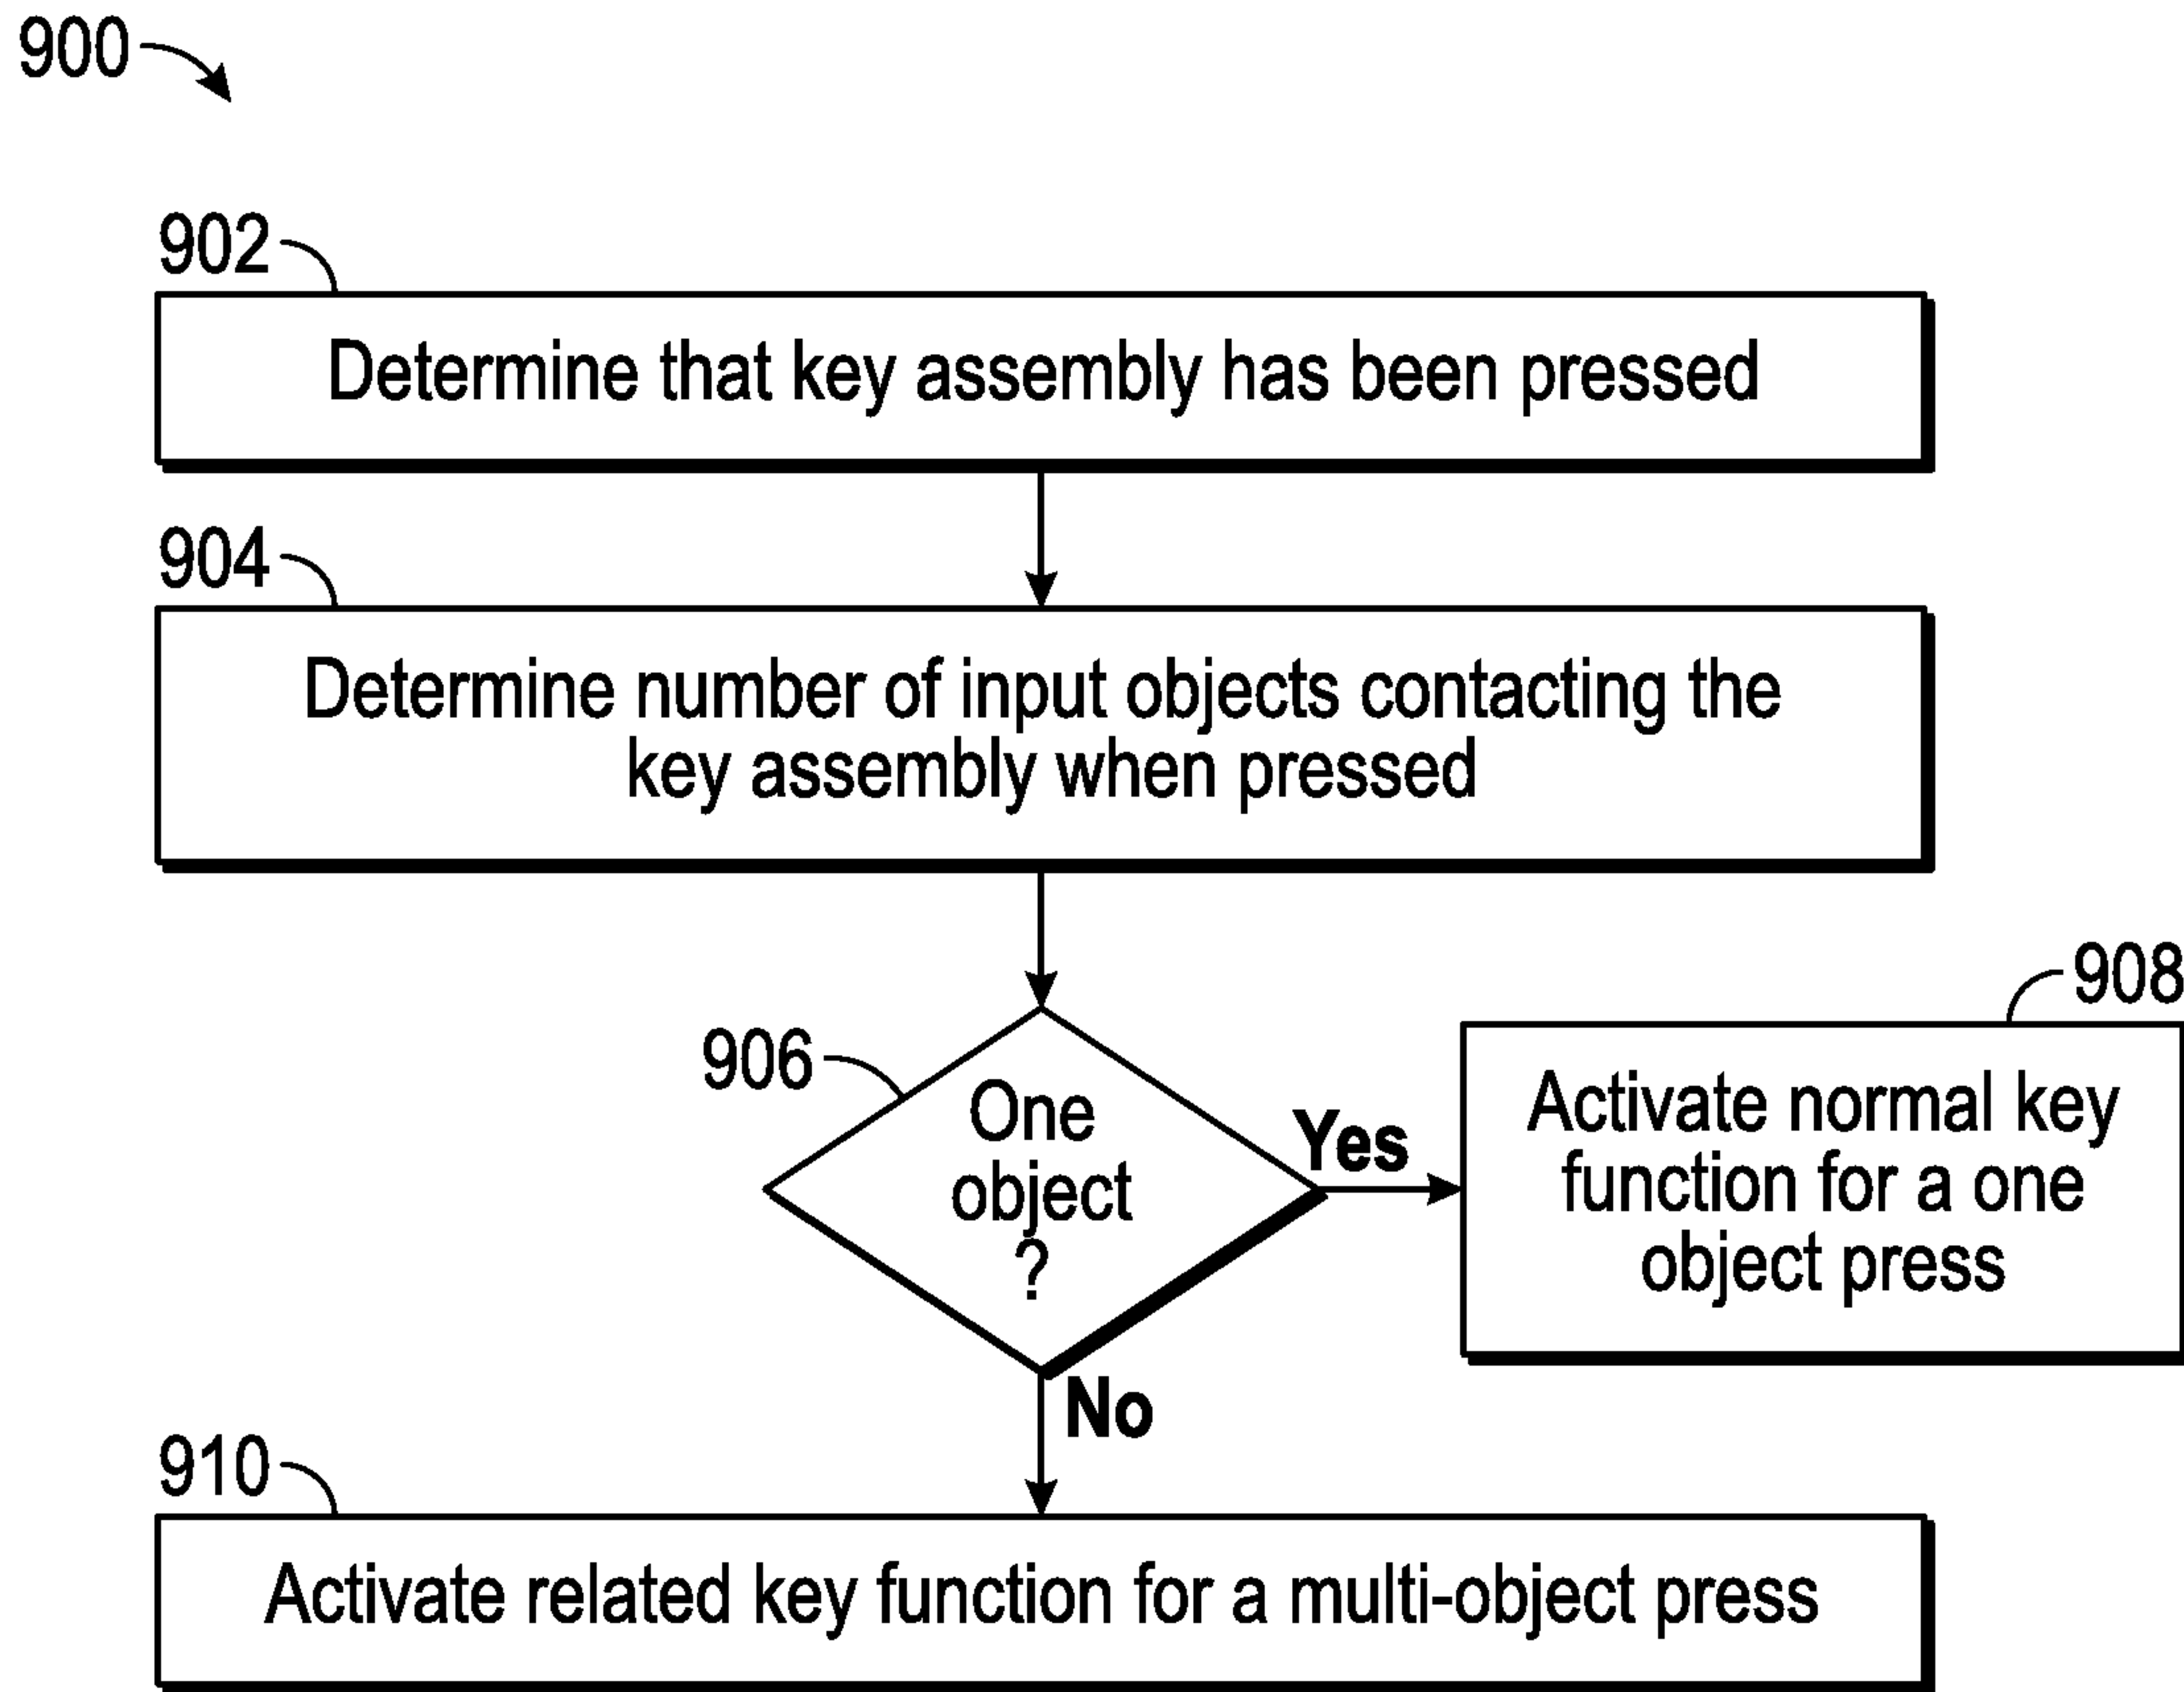 900
902
Determine that key assembly has been pressed
904
Determine number of input objects contacting the
key assembly when pressed
906
One
object
?
Yes
908
Activate normal key
function for a one
object press
No
910
Activate related key function for a multi-object press